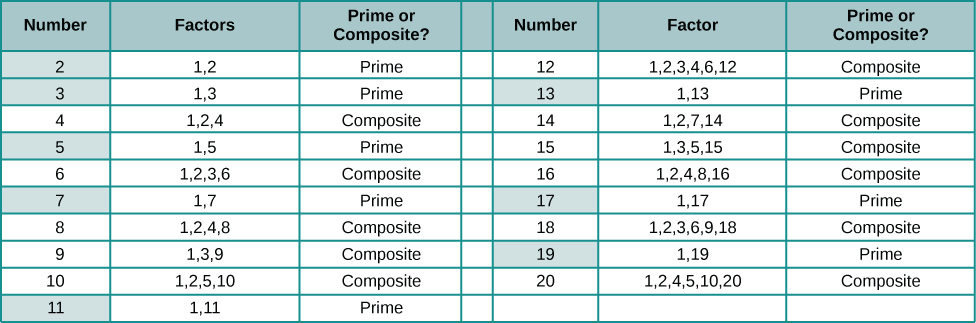 Number Factors Prime or Composite? Number Factor Prime or Composite?
2 1,2 Prime 12 1,2,3,4,6,12 Composite
3 1,3 Prime 13 1,13 Prime
4 1,2,4 Composite 14 1,2,7,14 Composite
5 1,5 Prime 15 1,3,5,15 Composite
6 1,2,3,6 Composite 16 1,2,4,8,16 Composite
7 1,7 Prime 17 1,17 Prime
8 1,2,4,8 Composite 18 1,2,3,6,9,18 Composite
9 1,3,9 Composite 19 1,19 Prime
10 1,2,5,10 Composite 20 1,2,4,5,10,20 Composite
11 1,11 Prime